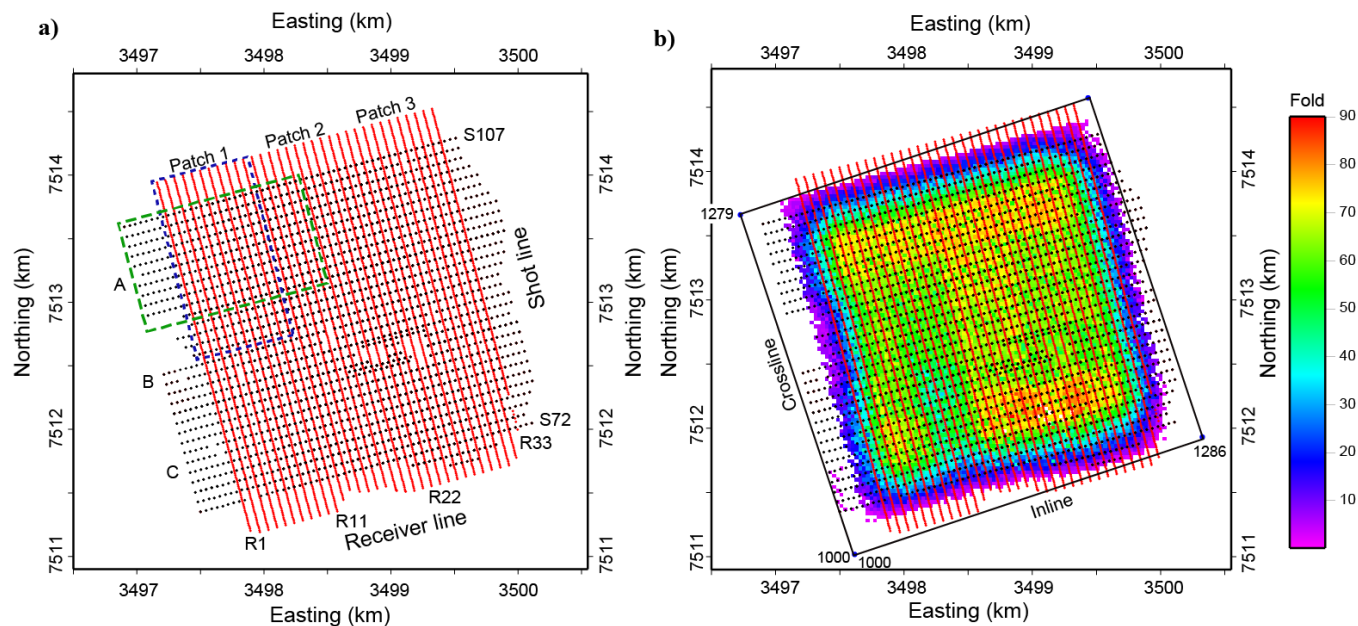 a)
Easting (km)
3497 3498 3499 3500
Patch 1 Patch 2 Patch 3
S107
7514 7514
7513 7513
7512 7512
7511 7511
Northing (km)
Northing (km)
A
B
C
Shot line
S72
R33
R22
R11
R1
Receiver line
3497 3498 3499 3500
Easting (km)
b)
Easting (km)
3497 3498 3499 3500
7514 7514
7513 7513
7512 7512
7511 7511
Northing (km)
Northing (km)
1279
Crossline
1286
Inline
1000 1000
3497 3498 3499 3500
Easting (km)
Fold
90
80
70
60
50
40
30
20
10